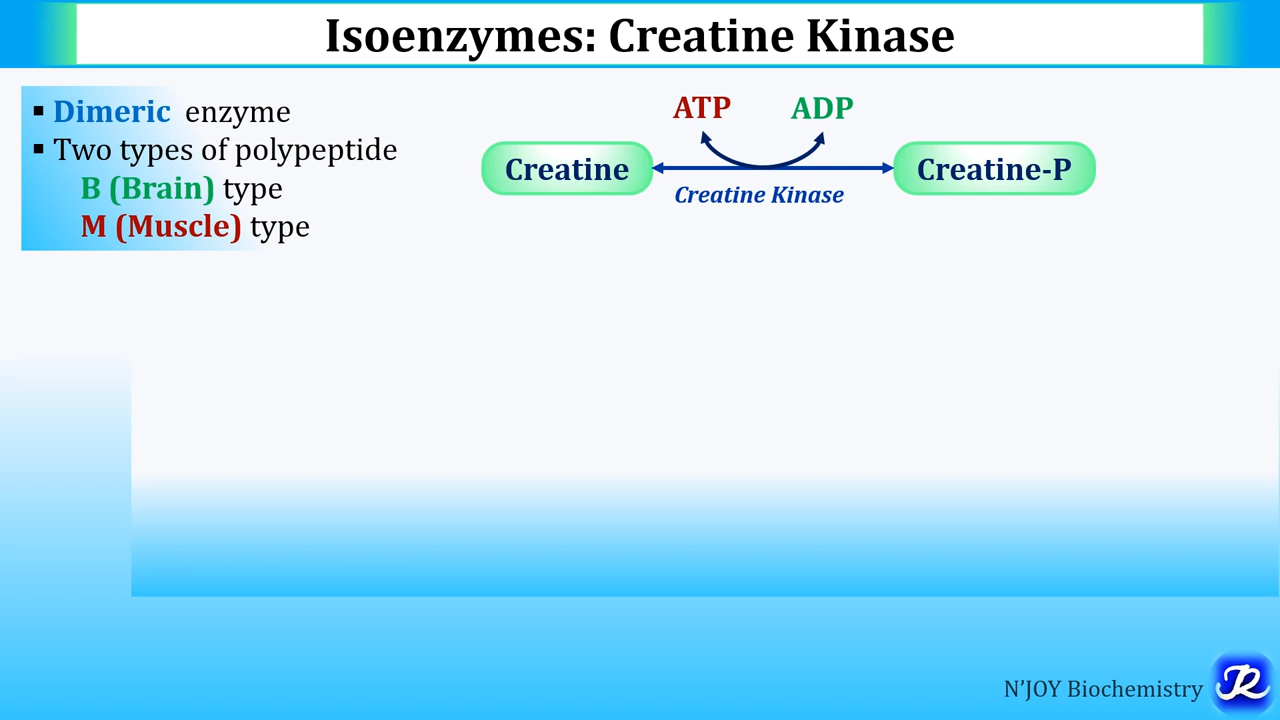 Isoenzymes: Creatine Kinase
▪ Dimeric enzyme
▪ Two types of polypeptide
B (Brain) type
M (Muscle) type
ATP ADP
Creatine Creatine-P
Creatine Kinase
N’JOY Biochemistry
JR